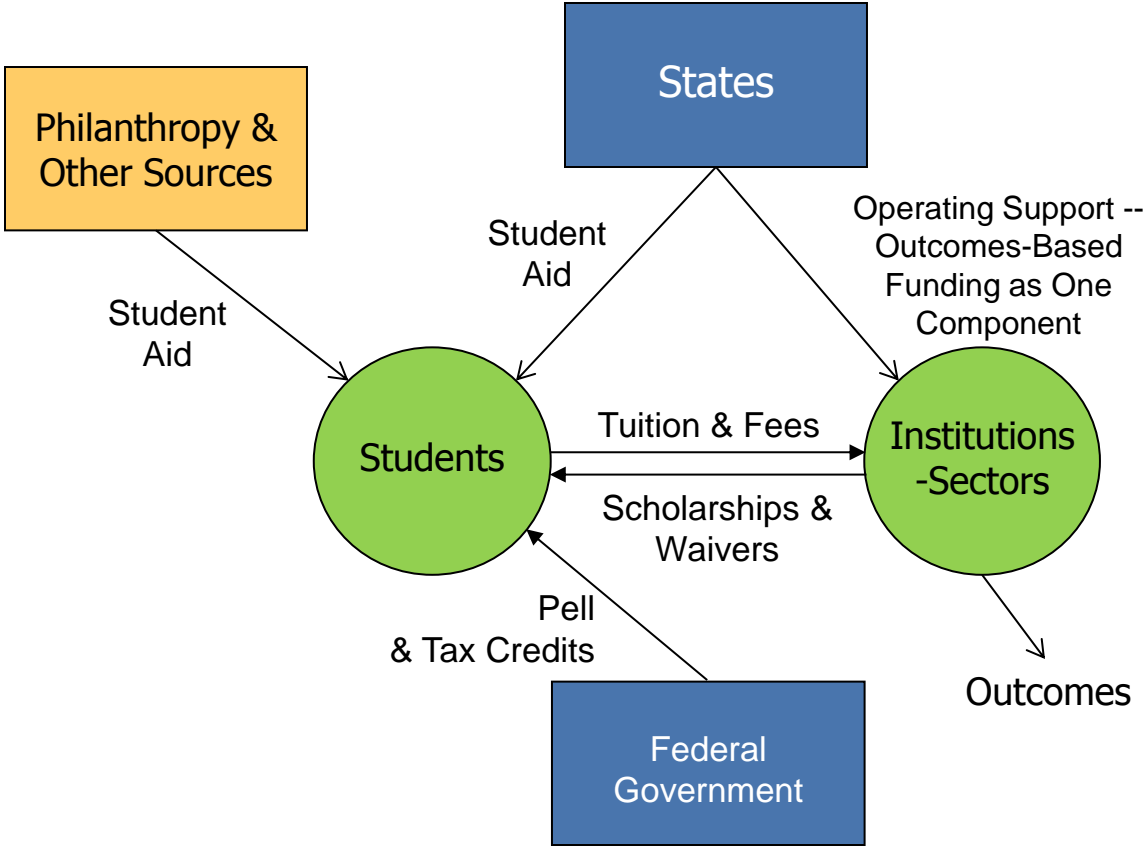 States
Philanthropy &
Other Sources
Operating Support --
Outcomes-Based
Funding as One
Component
Student
Aid
Student
Aid
Tuition & Fees
Students
Institutions
-Sectors
Scholarships &
Waivers
Pell
& Tax Credits
Outcomes
Federal
Government